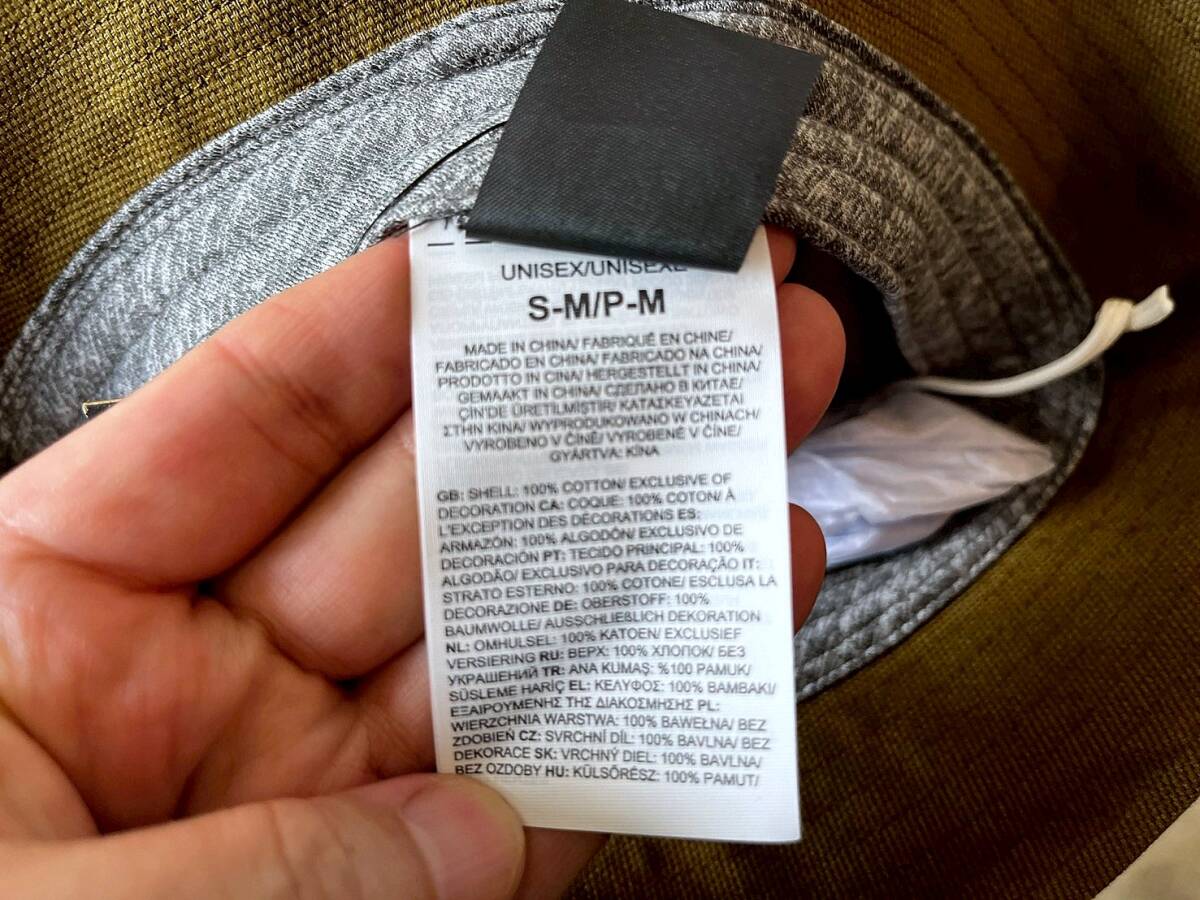 UNISEX/UNISEXE
S-M/P-M
MADE IN CHINA/ FABRIQUÉ EN CHINE/
FABRICADO EN CHINA/ FABRICADO NA CHINA/
PRODOTTO IN CINA/ HERGESTELLT IN CHINA/
GEMAAKT IN CHINA/ СДЕЛАНО В КИТАЕ/
ÇİN'DE ÜRETİLMİŞTİR/ ΚΑΤΑΣΚΕΥΑΖΕΤΑΙ
ΣΤΗΝ ΚΙΝΑ/ WYPRODUKOWANO W CHINACH/
VYROBENO V ČÍNĚ/ VYROBENÉ V ČÍNE/
GYÁRTVA: KÍNA
GB: SHELL: 100% COTTON/ EXCLUSIVE OF
DECORATION CA: COQUE: 100% COTON/ À
L'EXCEPTION DES DÉCORATIONS ES:
ARMAZÓN: 100% ALGODÓN/ EXCLUSIVO DE
DECORACIÓN PT: TECIDO PRINCIPAL: 100%
ALGODÃO/ EXCLUSIVO PARA DECORAÇÃO IT:
STRATO ESTERNO: 100% COTONE/ ESCLUSA LA
DECORAZIONE DE: OBERSTOFF: 100%
BAUMWOLLE/ AUSSCHLIEßLICH DEKORATION
NL: OMHULSEL: 100% KATOEN/ EXCLUSIEF
VERSIERING RU: ВЕРХ: 100% ХЛОПОК/ БЕЗ
УКРАШЕНИЙ TR: ANA KUMAŞ: %100 PAMUK/
SÜSLEME HARİÇ EL: ΚΕΛΥΦΟΣ: 100% ΒΑΜΒΑΚΙ/
ΕΞΑΙΡΟΥΜΕΝΗΣ ΤΗΣ ΔΙΑΚΟΣΜΗΣΗΣ PL:
WIERZCHNIA WARSTWA: 100% BAWEŁNA/ BEZ
ZDOBIEŃ CZ: SVRCHNÍ DÍL: 100% BAVLNA/ BEZ
DEKORACE SK: VRCHNÝ DIEL: 100% BAVLNA/
BEZ OZDOBY HU: KÜLSŐRÉSZ: 100% PAMUT/